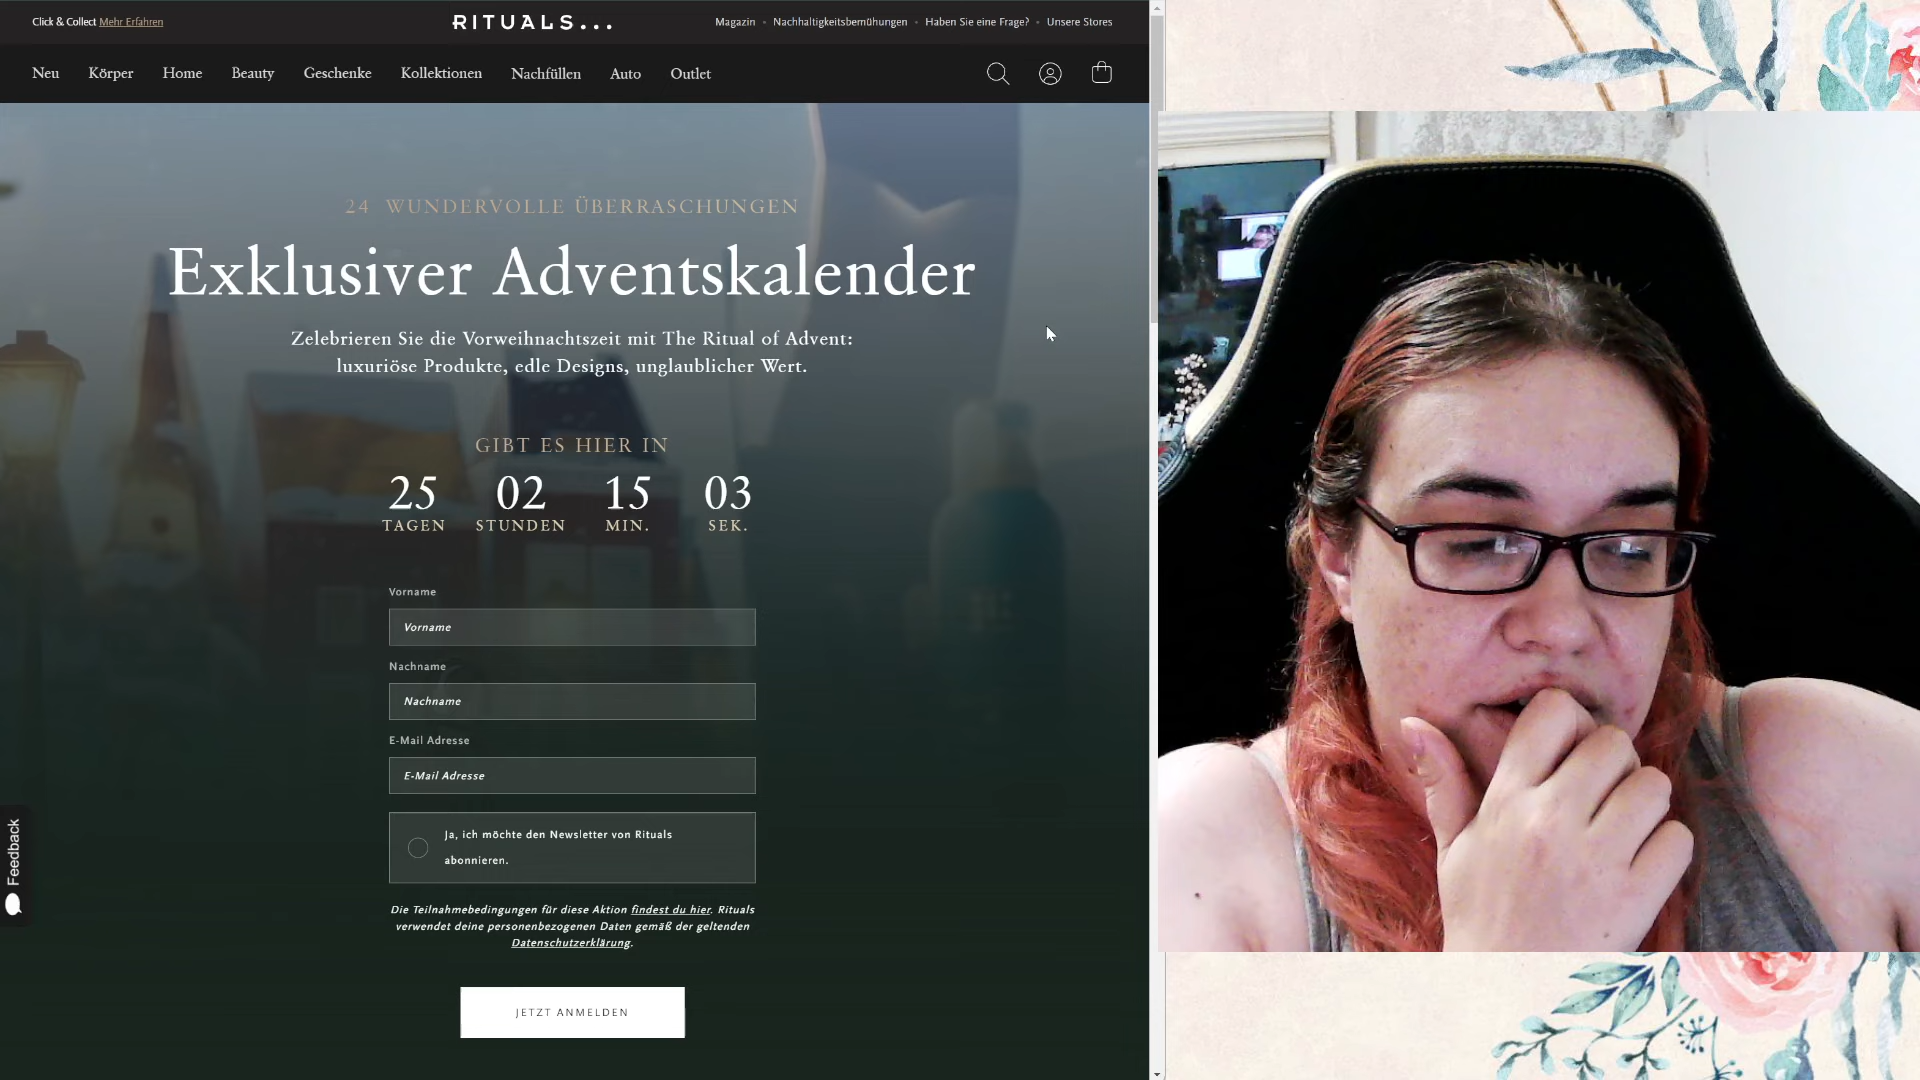 Click & Collect Mehr Erfahren
RITUALS...
Magazin • Nachhaltigkeitsbemühungen • Haben Sie eine Frage? • Unsere Stores
Neu Körper Home Beauty Geschenke Kollektionen Nachfüllen Auto Outlet
24 WUNDERVOLLE ÜBERRASCHUNGEN
Exklusiver Adventskalender
Zelebrieren Sie die Vorweihnachtszeit mit The Ritual of Advent:
luxuriöse Produkte, edle Designs, unglaublicher Wert.
GIBT ES HIER IN
25 02 15 03
TAGEN STUNDEN MIN. SEK.
Vorname
Vorname
Nachname
Nachname
E-Mail Adresse
E-Mail Adresse
Ja, ich möchte den Newsletter von Rituals
abonnieren.
Die Teilnahmebedingungen für diese Aktion findest du hier. Rituals
verwendet deine personenbezogenen Daten gemäß der geltenden
Datenschutzerklärung.
JETZT ANMELDEN
Feedback